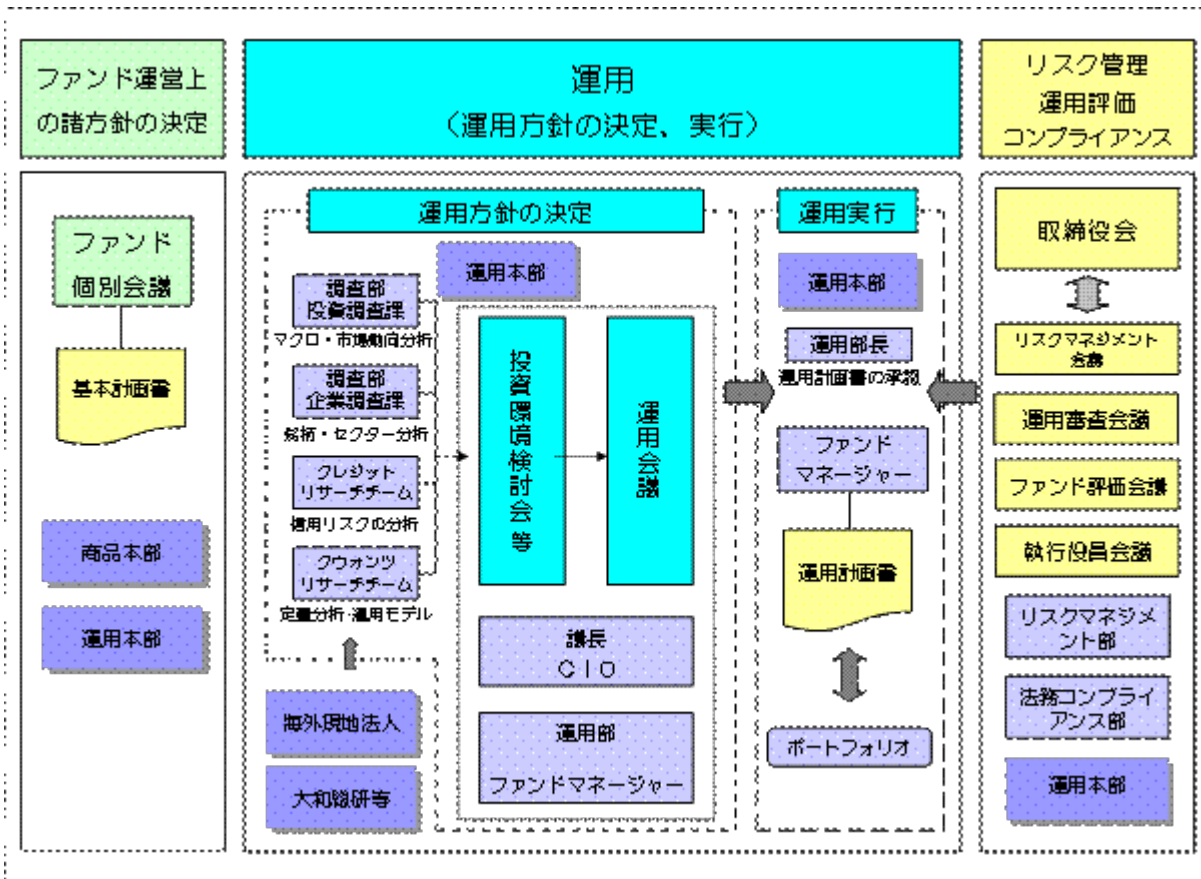 ファンド運営上
の諸方針の決定
運用
（運用方針の決定、実行）
リスク管理
運用評価
コンプライアンス
ファンド
個別会議
基本計画書
商品本部
運用本部
運用方針の決定
運用本部
調査部
投資調査課
マクロ・市場動向分析
調査部
企業調査課
銘柄・セクター分析
クレジット
リサーチチーム
信用リスクの分析
クウォンツ
リサーチチーム
定量分析・運用モデル
海外現地法人
大和総研等
投資環境検討会等
運用会議
議長
ＣＩＯ
運用部
ファンドマネージャー
運用実行
運用本部
運用部長
運用計画書の承認
ファンド
マネージャー
運用計画書
ポートフォリオ
取締役会
リスクマネジメント
会議
運用審査会議
ファンド評価会議
執行役員会議
リスクマネジメ
ント部
法務コンプライ
アンス部
運用本部